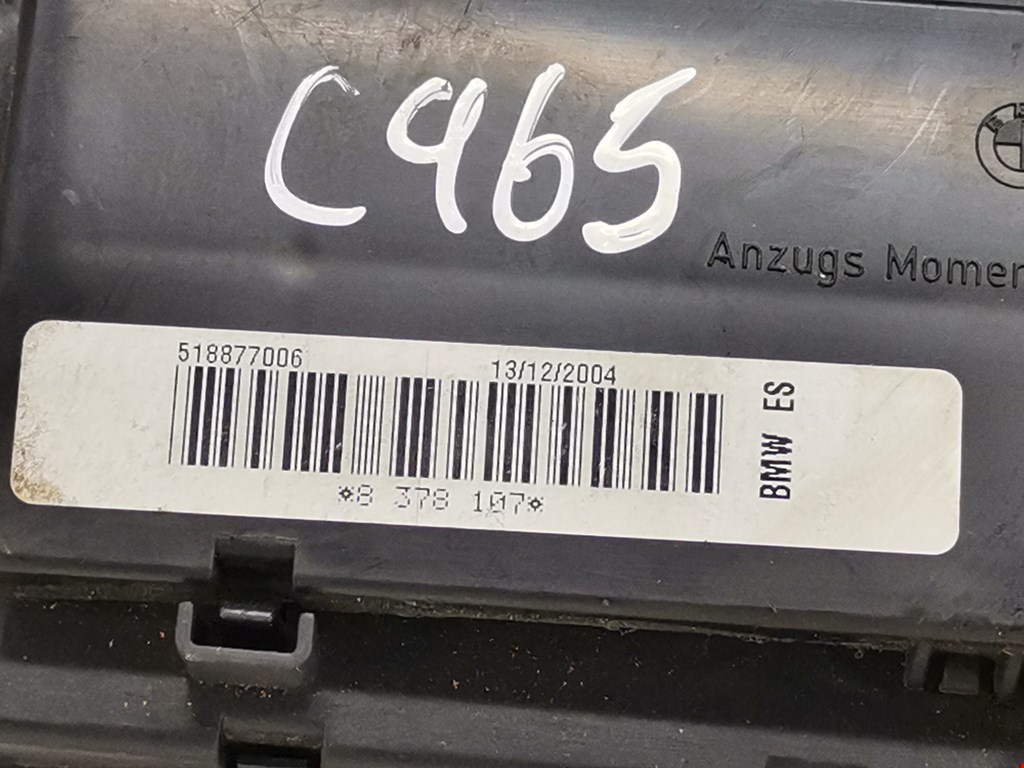 C965
Anzugs Momen
518877006 13/12/2004
*8 378 107*
BMW ES